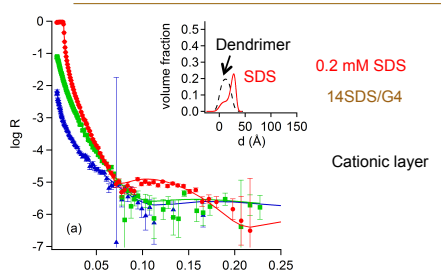 0
-1
-2
-3
-4
-5
-6
-7
log R
(a)
0.05
0.10
0.15
0.20
0.25
volume fraction
0.3
0.2
0.1
0.0
0
50
100
150
d (Å)
Dendrimer
SDS
0.2 mM SDS
14SDS/G4
Cationic layer